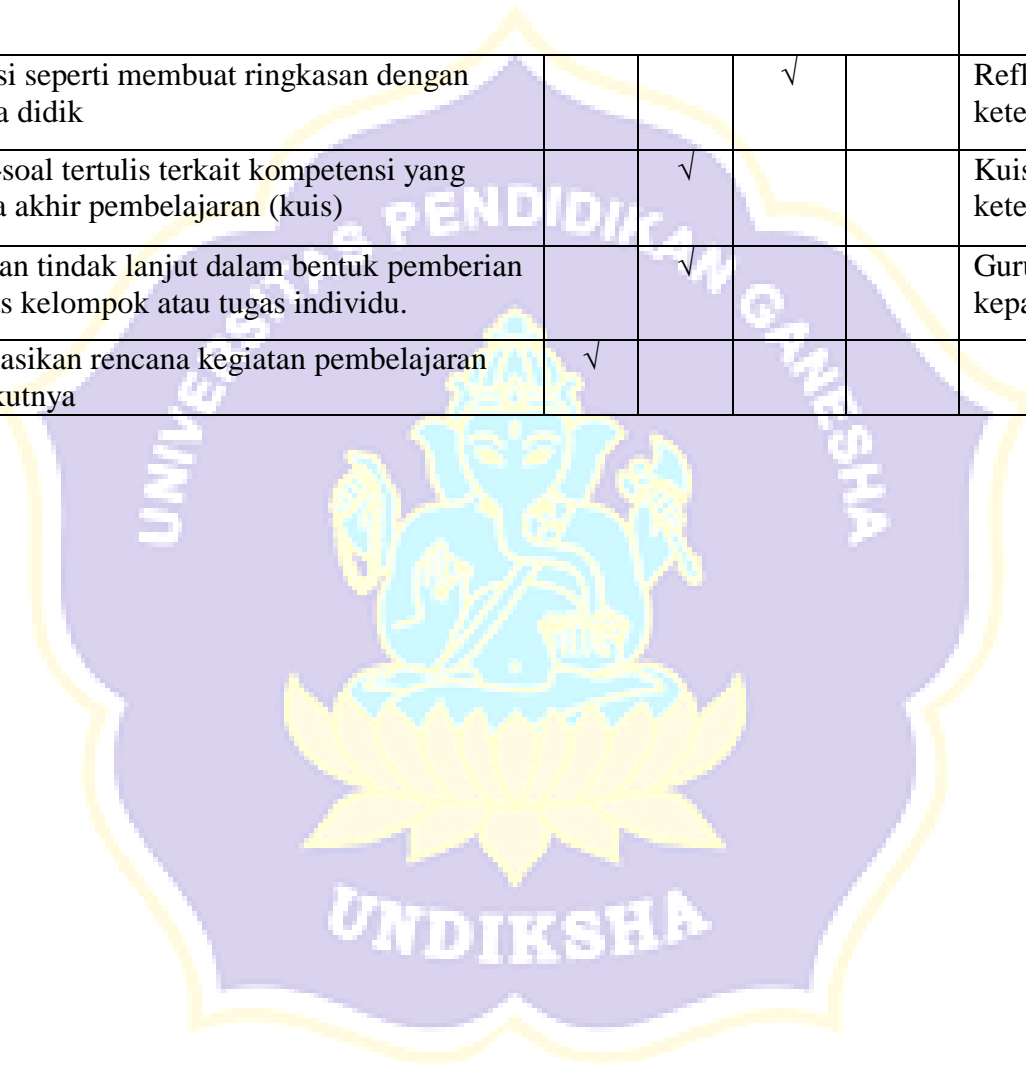 si seperti membuat ringkasan dengan √ Refl
a didik kete
-soal tertulis terkait kompetensi yang √ Kuis
a akhir pembelajaran (kuis) kete
an tindak lanjut dalam bentuk pemberian √ Guru
s kelompok atau tugas individu. kepa
asikan rencana kegiatan pembelajaran √
kutnya
UNIVERSITAS PENDIDIKAN GANESHA
UNDIKSHA